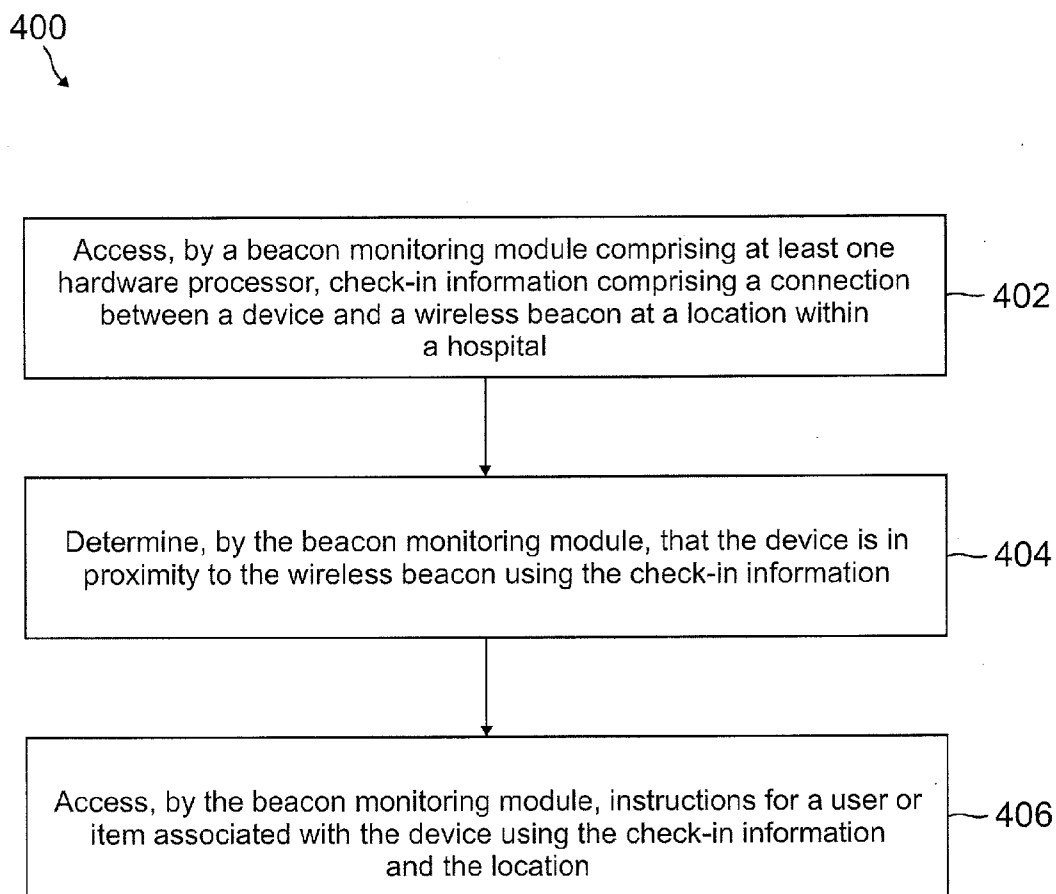 400
Access, by a beacon monitoring module comprising at least one
hardware processor, check-in information comprising a connection
between a device and a wireless beacon at a location within
a hospital
402
Determine, by the beacon monitoring module, that the device is in
proximity to the wireless beacon using the check-in information
404
Access, by the beacon monitoring module, instructions for a user or
item associated with the device using the check-in information
and the location
406